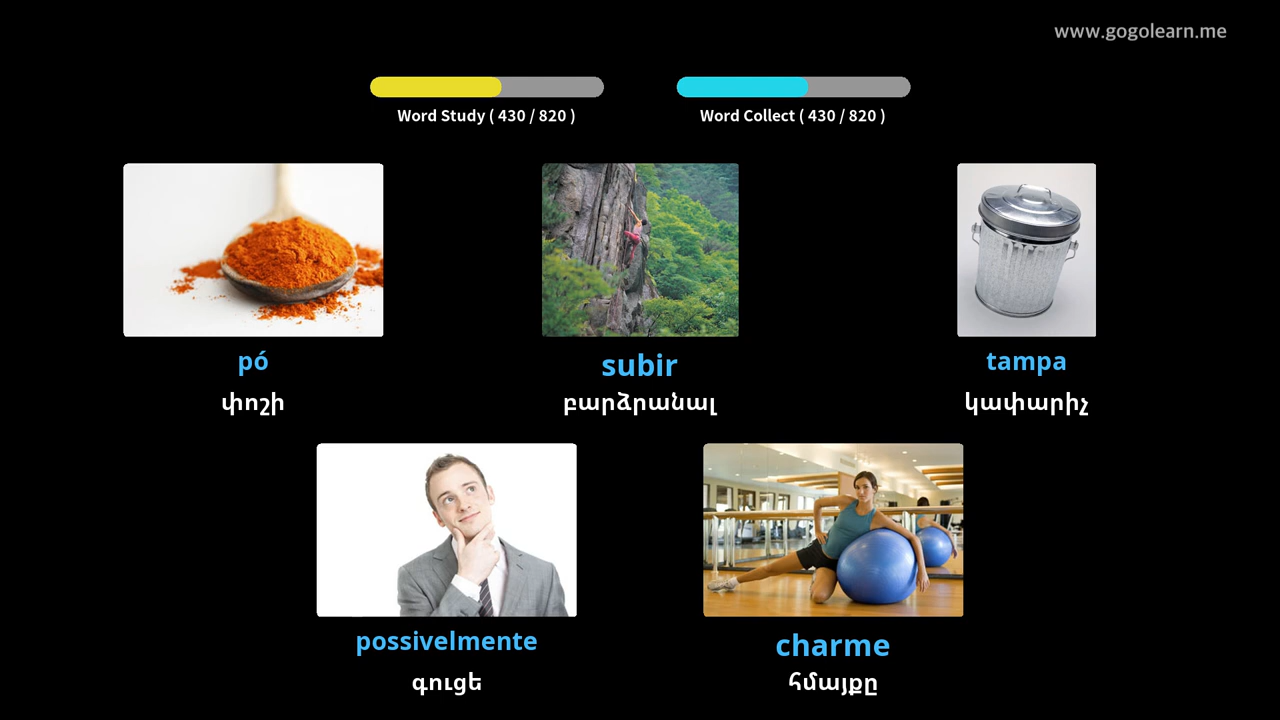 www.gogolearn.me
Word Study ( 430 / 820 )
Word Collect ( 430 / 820 )
pó
փոշի
subir
բարձրանալ
tampa
կափարիչ
possivelmente
գուցե
charme
հմայքը